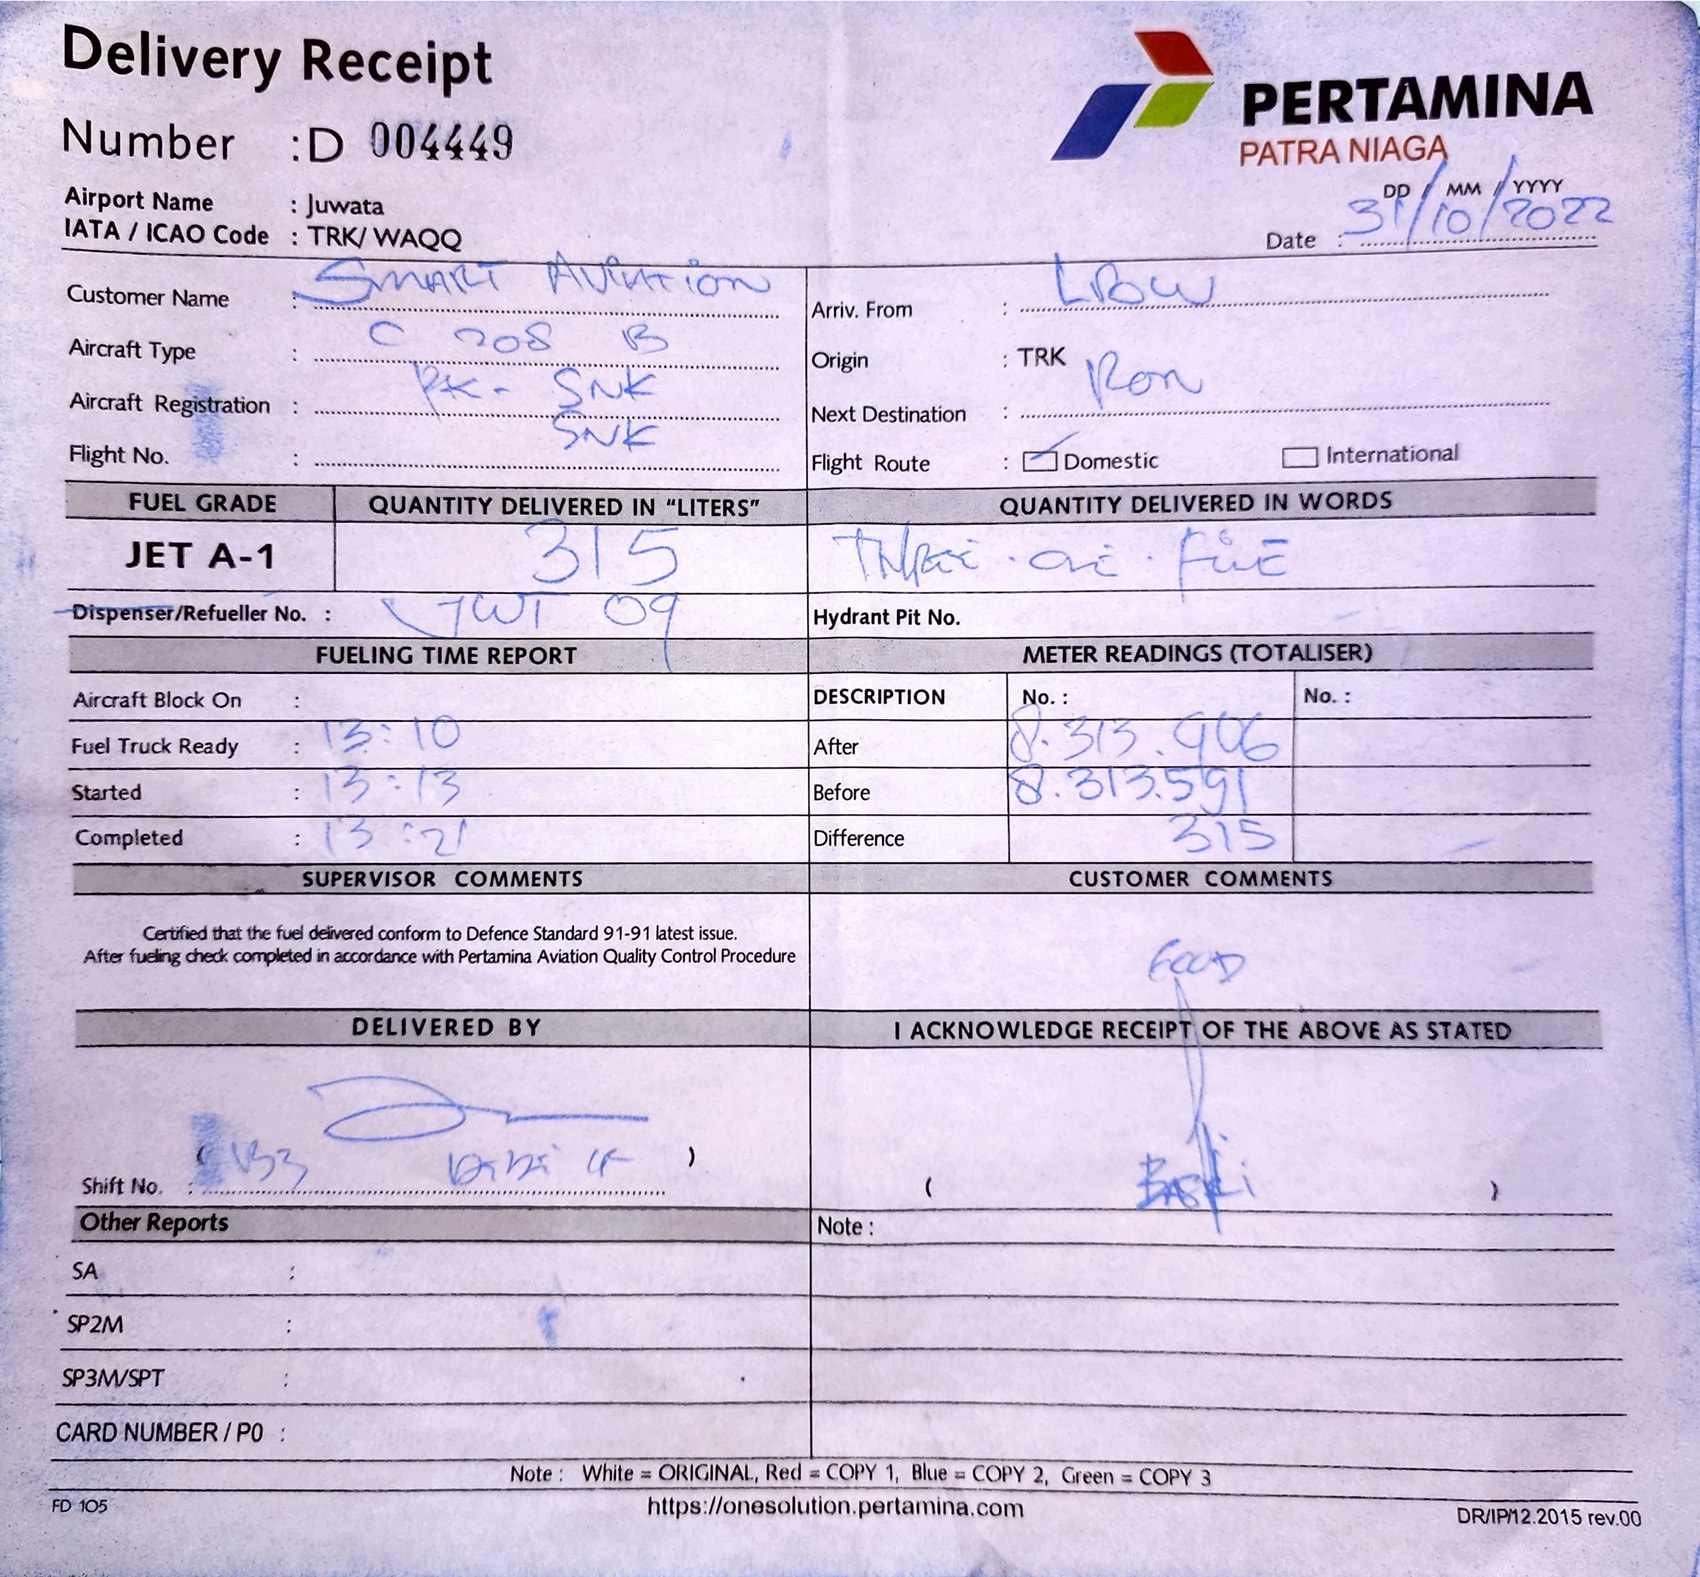 Delivery Receipt
Number : D 004449
PERTAMINA
PATRA NIAGA
Airport Name : Juwata
IATA / ICAO Code : TRK/ WAQQ
DD / MM / YYYY
Date : 31/10/2022
Customer Name : SMART AVIATION
Aircraft Type : C 208 B
Aircraft Registration : PK - SNK
Flight No. : SNK
Arriv. From : LBOW
Origin : TRK
Next Destination : Ron
Flight Route : Domestic International
FUEL GRADE QUANTITY DELIVERED IN “LITERS” QUANTITY DELIVERED IN WORDS
JET A-1 315 THREE . ONE . FIVE
Dispenser/Refueller No. : JWT 09 Hydrant Pit No.
FUELING TIME REPORT METER READINGS (TOTALISER)
Aircraft Block On : DESCRIPTION No. : No. :
Fuel Truck Ready : 13:10 After 8.313.906
Started : 13:13 Before 8.313.591
Completed : 13:21 Difference 315
SUPERVISOR COMMENTS CUSTOMER COMMENTS
Certified that the fuel delivered conform to Defence Standard 91-91 latest issue.
After fueling check completed in accordance with Pertamina Aviation Quality Control Procedure
GOOD
DELIVERED BY I ACKNOWLEDGE RECEIPT OF THE ABOVE AS STATED
Shift No. : ( ) ( )
Other Reports Note :
SA :
SP2M :
SP3M/SPT :
CARD NUMBER / P0 :
Note : White = ORIGINAL, Red = COPY 1, Blue = COPY 2, Green = COPY 3
FD 105 https://onesolution.pertamina.com DR/IP/12.2015 rev.00